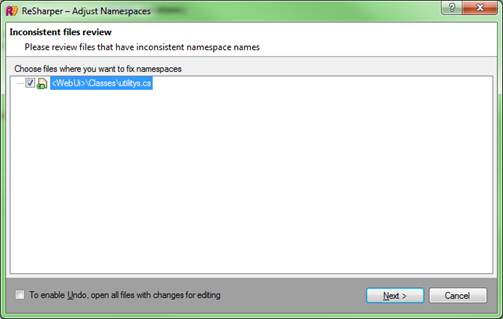 ReSharper – Adjust Namespaces
Inconsistent files review
Please review files that have inconsistent namespace names
Choose files where you want to fix namespaces
<WebUi>\Classes\utilitys.cs
To enable Undo, open all files with changes for editing
Next >
Cancel